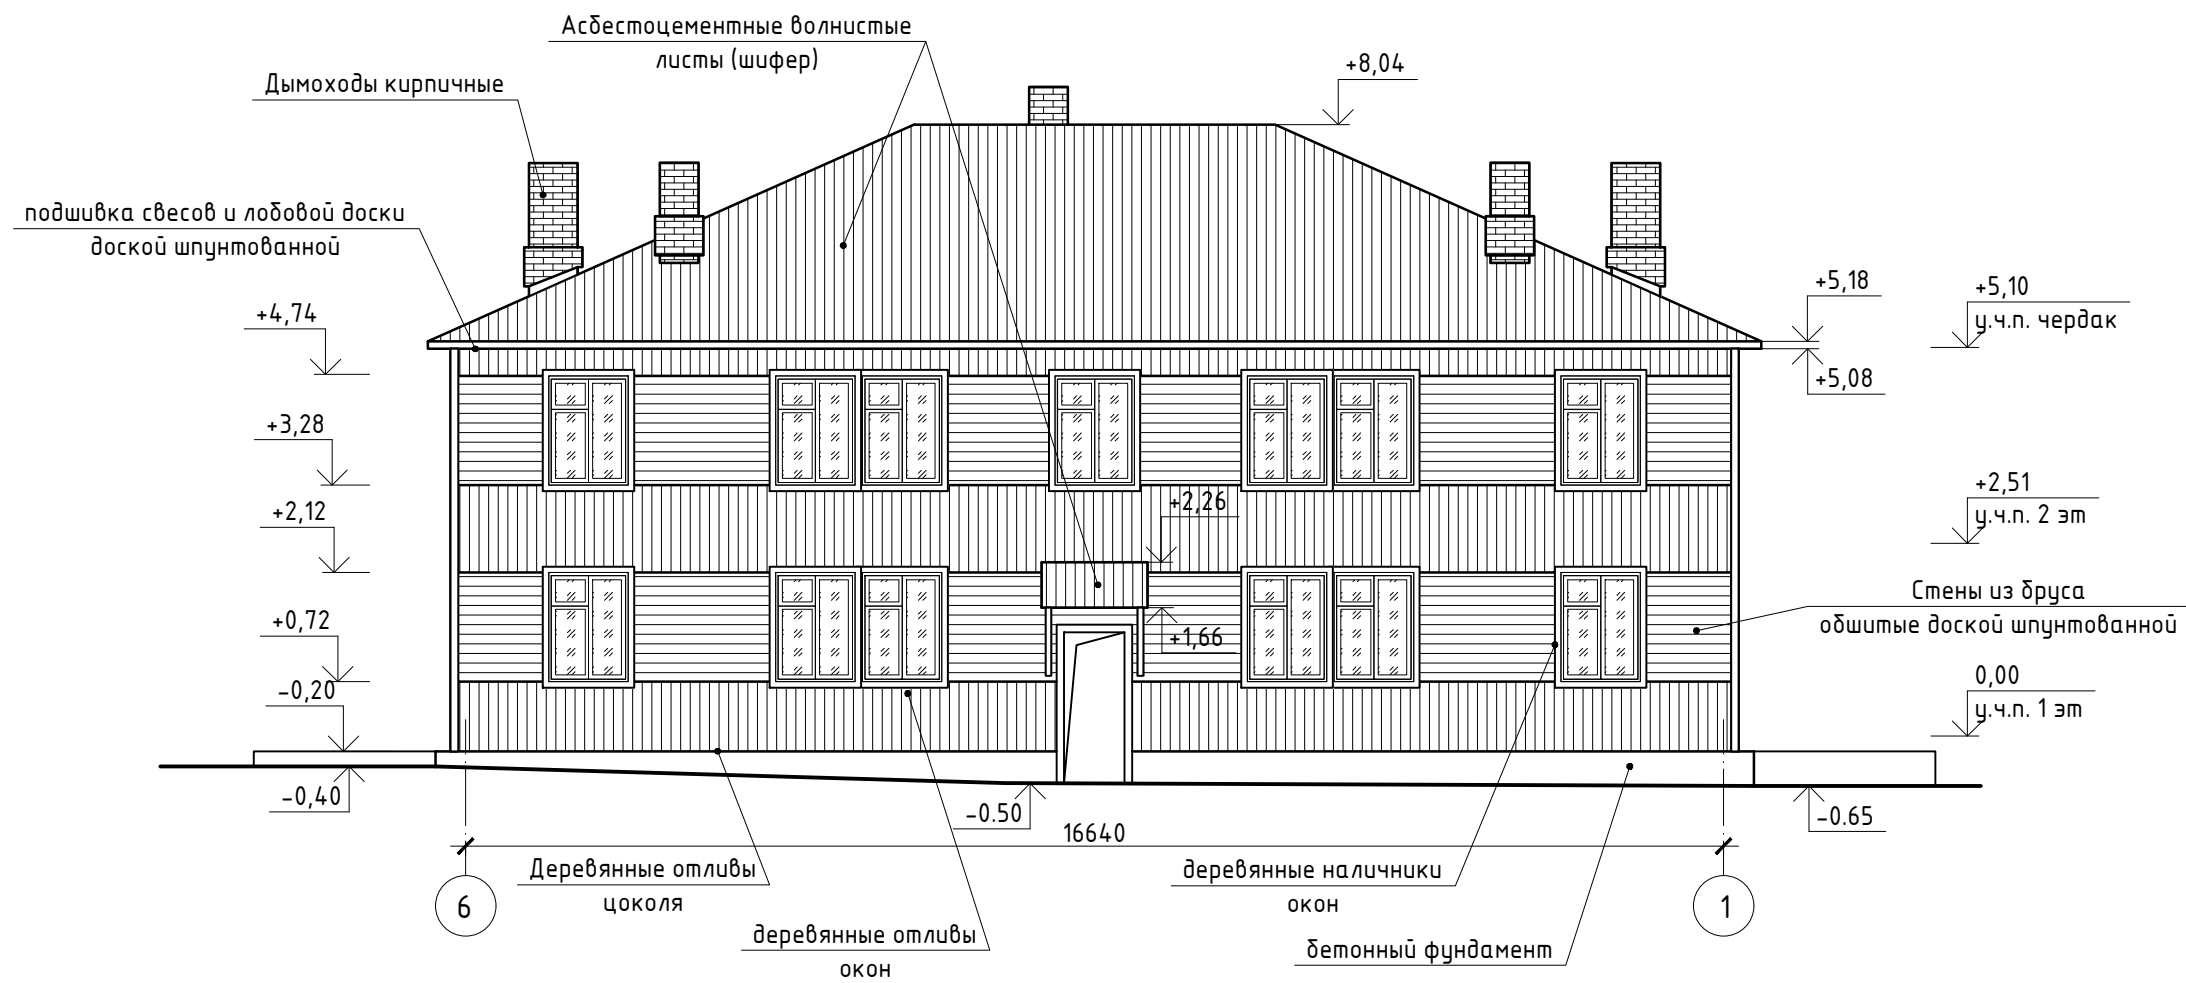 Асбестоцементные волнистые
листы (шифер)
+8,04
Дымоходы кирпичные
подшивка свесов и лобовой доски
доской шпунтованной
+5,18
+5,10
у.ч.п. чердак
+4,74
+5,08
+3,28
+2,51
у.ч.п. 2 эт
+2,12
+2,26
Стены из бруса
обшитые доской шпунтованной
+0,72
+1,66
-0,20
0,00
у.ч.п. 1 эт
-0,40
-0.50
-0.65
16640
Деревянные отливы
цоколя
деревянные наличники
окон
6
1
деревянные отливы
окон
бетонный фундамент